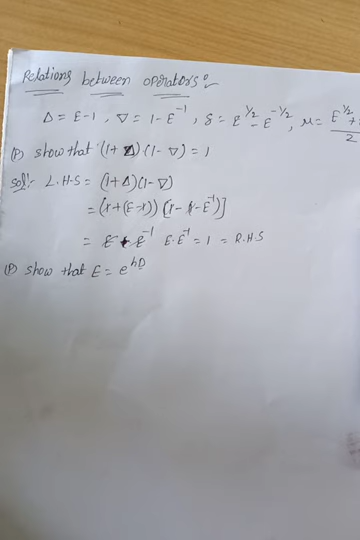 Relations between operators:-
Δ = E-1, ∇ = 1-E⁻¹, δ = E^1/2 - E^-1/2, μ = E^1/2 +
2
(P) show that (1+Δ)(1-∇) = 1
sol:- L.H.S = (1+Δ)(1-∇)
= (1+(E-1)) [1-(1-E⁻¹)]
= E E⁻¹ E.E⁻¹ = 1 = R.H.S
(P) show that E = e^hD